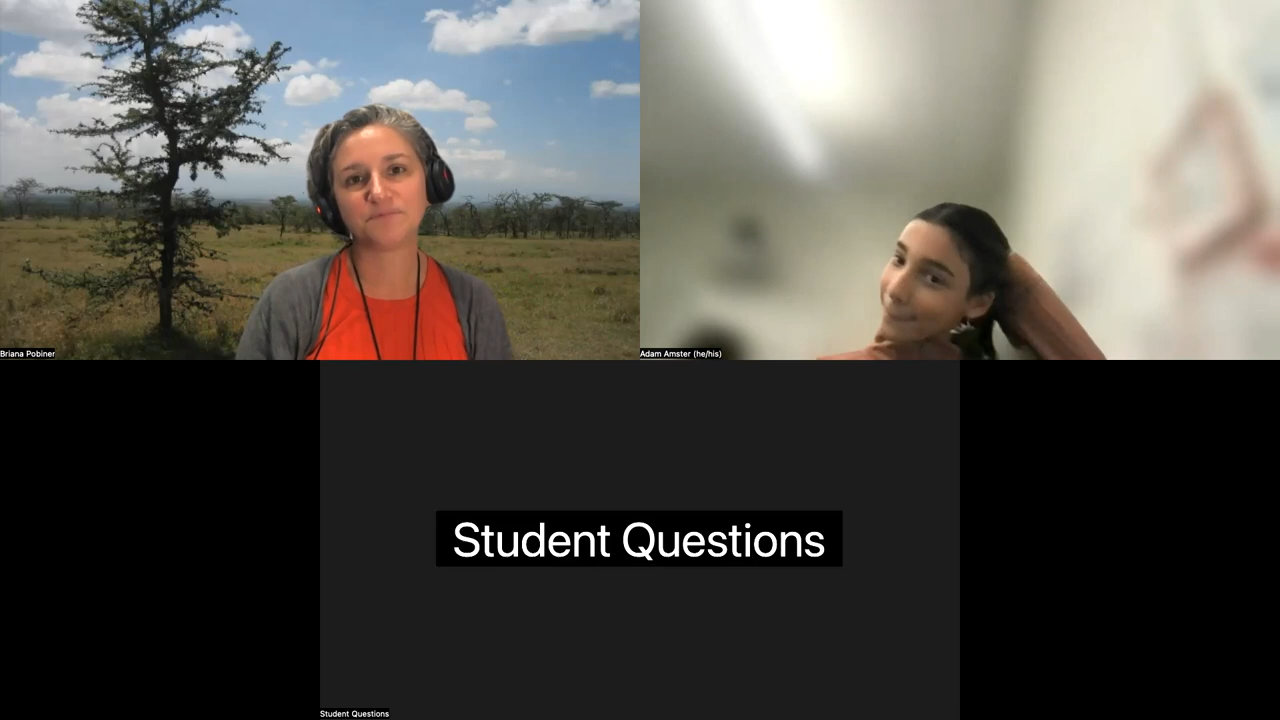 Briana Pobiner
Adam Amster (he/his)
Student Questions
Student Questions